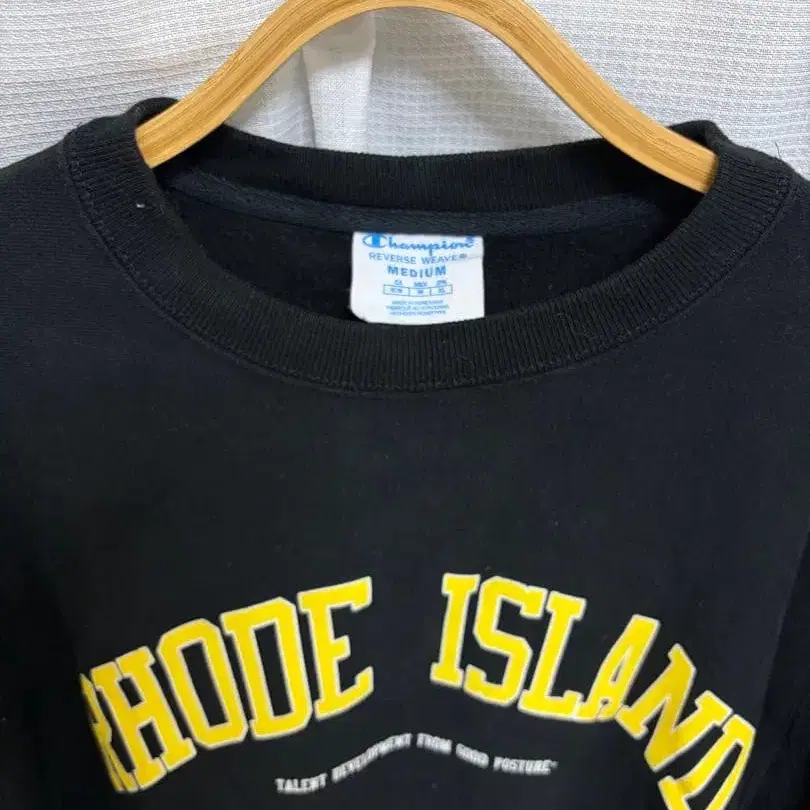 Champion
REVERSE WEAVE®
MEDIUM
RHODE ISLAND
TALENT DEVELOPMENT FROM GOOD POSTURE